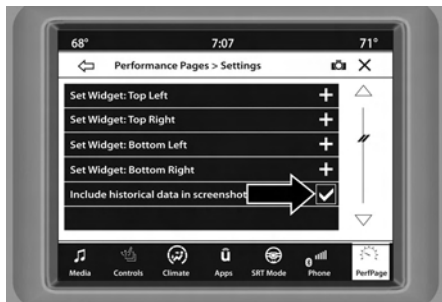 68° 7:07 71°
Performance Pages > Settings
Set Widget: Top Left
Set Widget: Top Right
Set Widget: Bottom Left
Set Widget: Bottom Right
Include historical data in screenshot
Media Controls Climate Apps SRT Mode Phone PerfPage